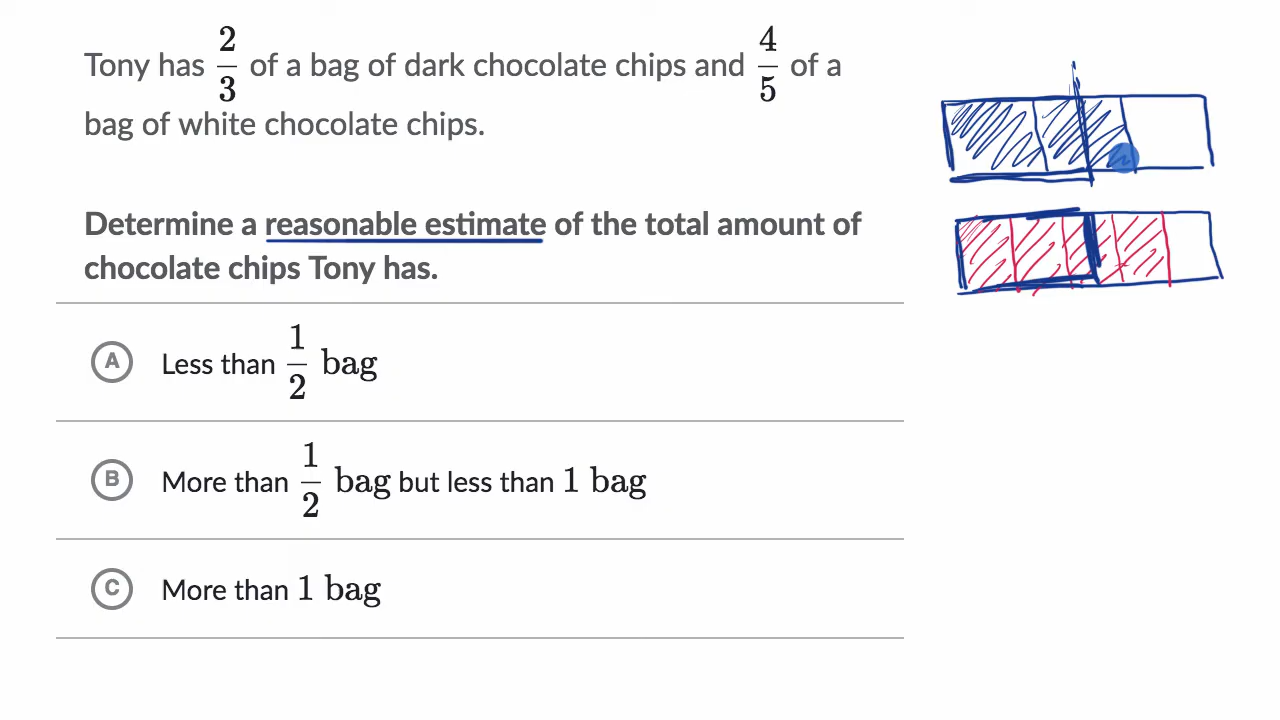 Tony has 2/3 of a bag of dark chocolate chips and 4/5 of a
bag of white chocolate chips.
Determine a reasonable estimate of the total amount of
chocolate chips Tony has.
A Less than 1/2 bag
B More than 1/2 bag but less than 1 bag
C More than 1 bag